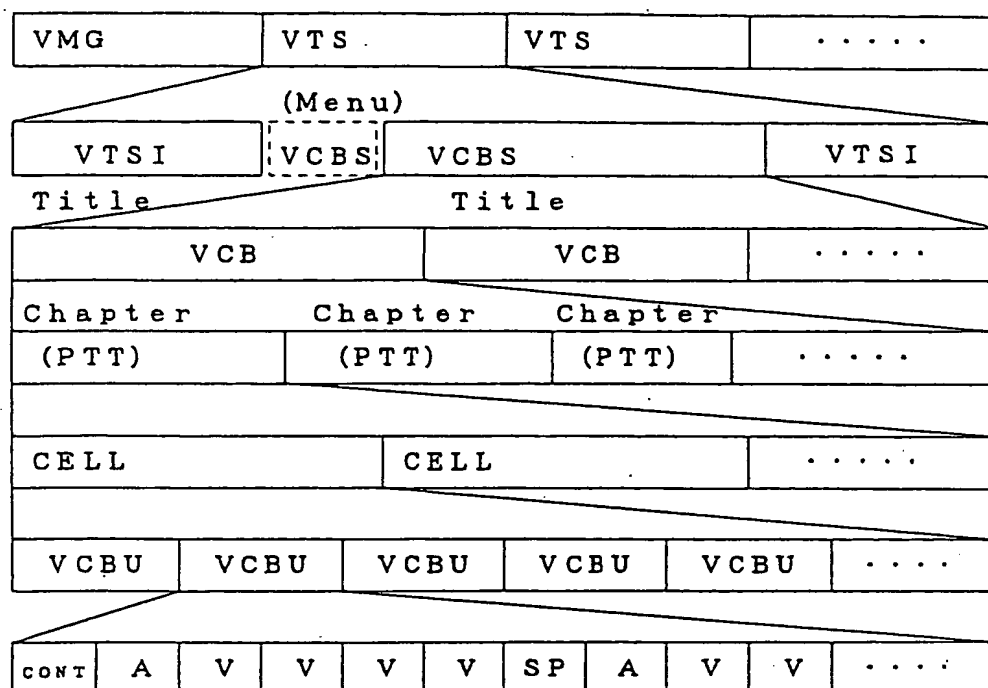 VMG VTS VTS ·····
(Menu)
VTSI VCBS VCBS VTSI
Title Title
VCB VCB ·····
Chapter Chapter Chapter
(PTT) (PTT) (PTT) ·····
CELL CELL ·····
VCBU VCBU VCBU VCBU VCBU ····
CONT A V V V V SP A V V ····